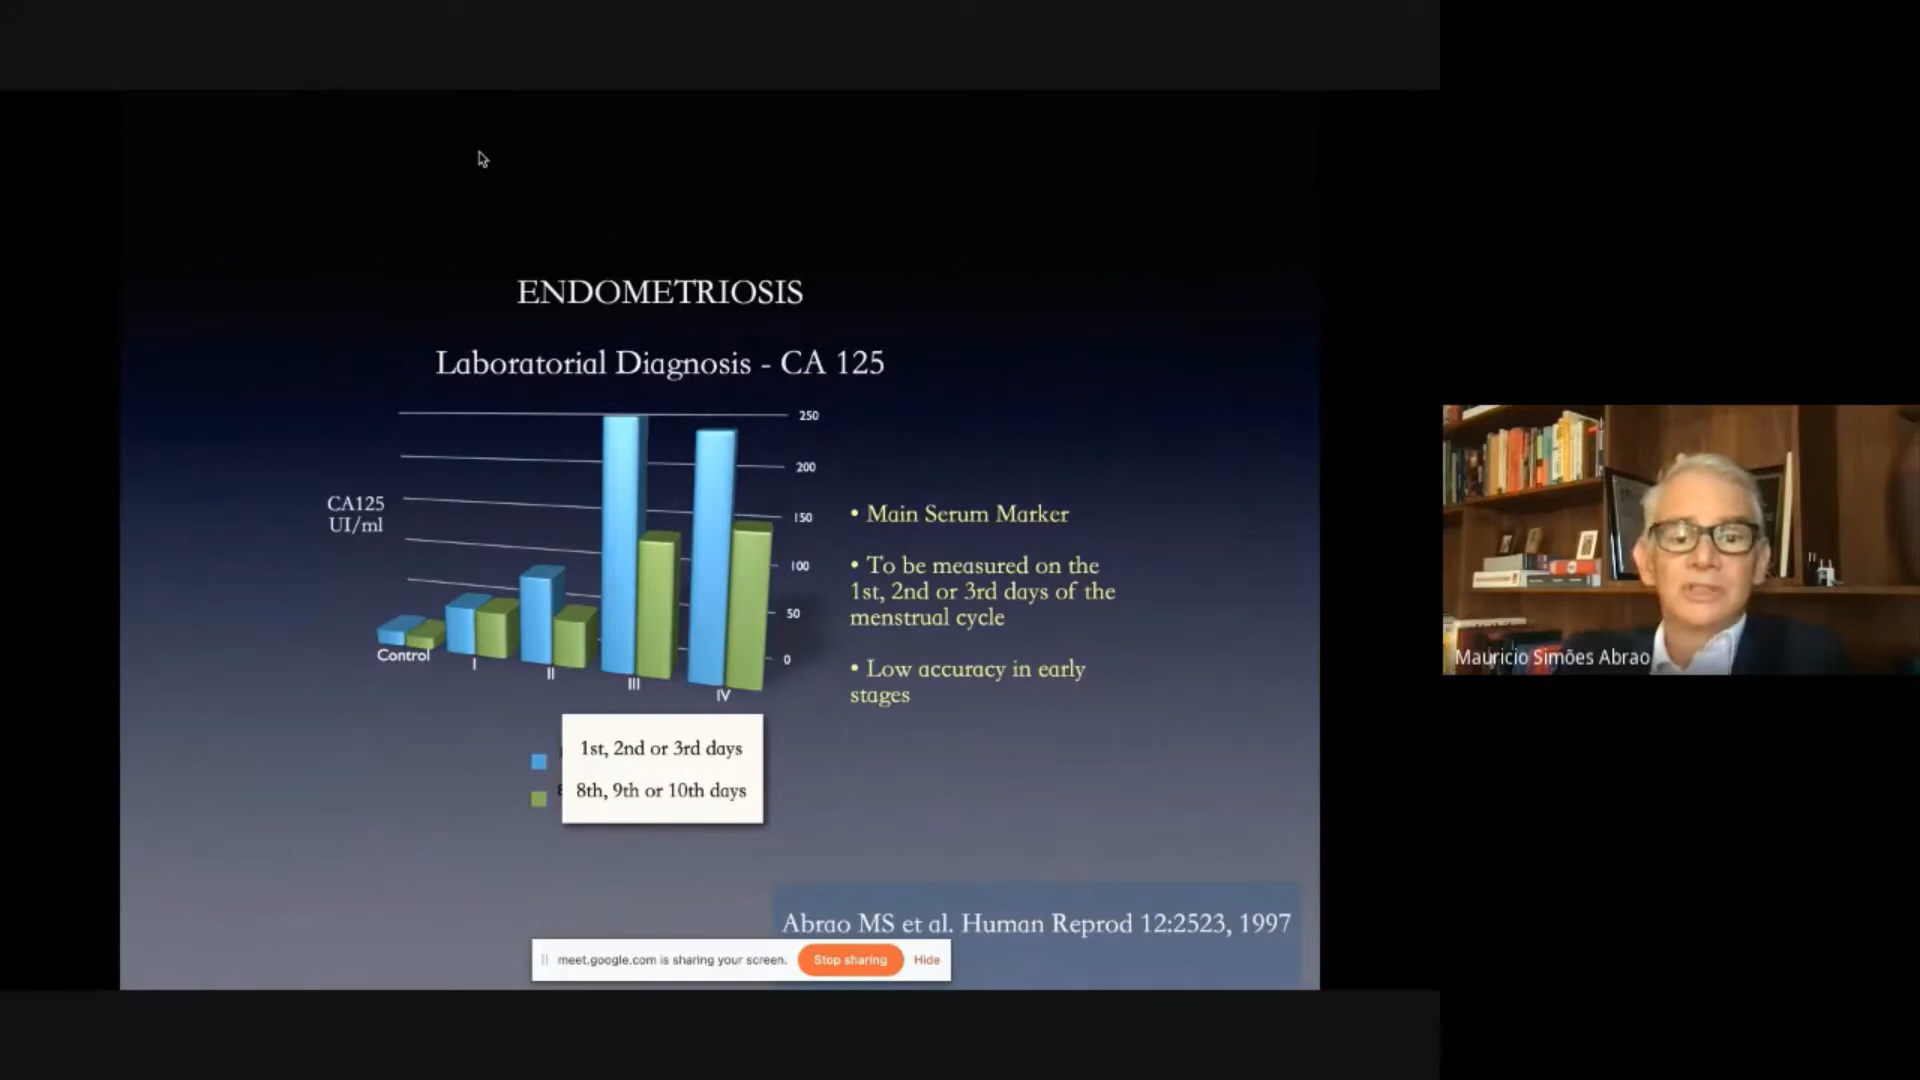 ENDOMETRIOSIS
Laboratorial Diagnosis - CA 125
250
200
150
100
50
0
CA125
UI/ml
Control
I
II
III
IV
• Main Serum Marker
• To be measured on the
1st, 2nd or 3rd days of the
menstrual cycle
• Low accuracy in early
stages
1st, 2nd or 3rd days
8th, 9th or 10th days
Abrao MS et al. Human Reprod 12:2523, 1997
meet.google.com is sharing your screen.
Stop sharing
Hide
Mauricio Simões Abrao